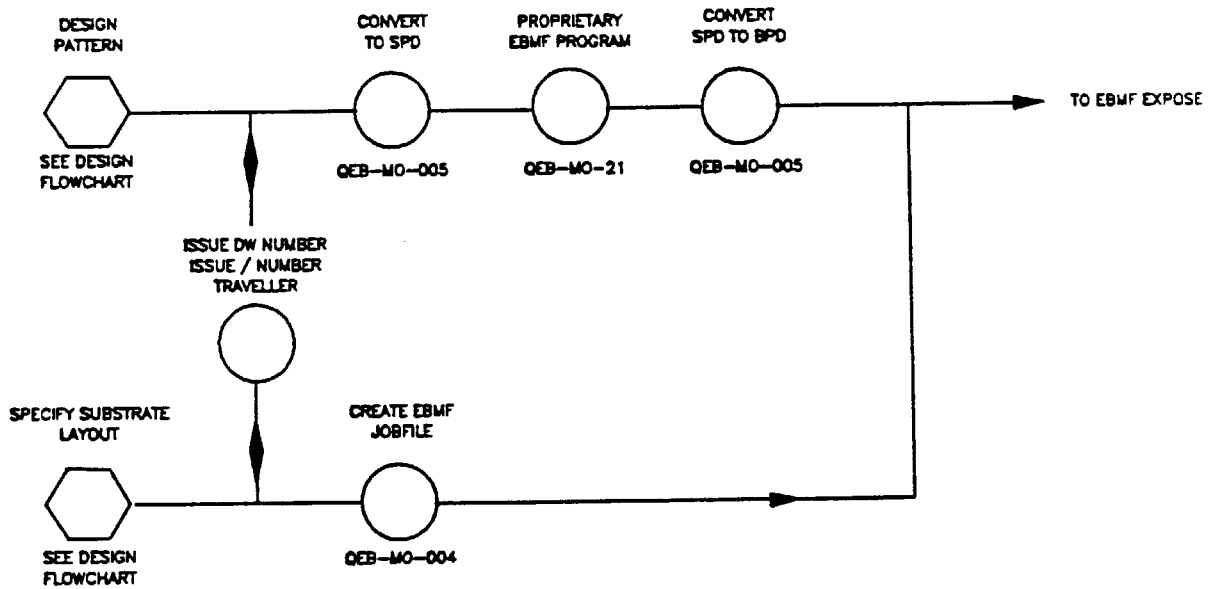 DESIGN
PATTERN
CONVERT
TO SPD
PROPRIETARY
EBMF PROGRAM
CONVERT
SPD TO BPD
TO EBMF EXPOSE
SEE DESIGN
FLOWCHART
QEB-MO-005
QEB-MO-21
QEB-MO-005
ISSUE DW NUMBER
ISSUE / NUMBER
TRAVELLER
SPECIFY SUBSTRATE
LAYOUT
CREATE EBMF
JOBFILE
SEE DESIGN
FLOWCHART
QEB-MO-004